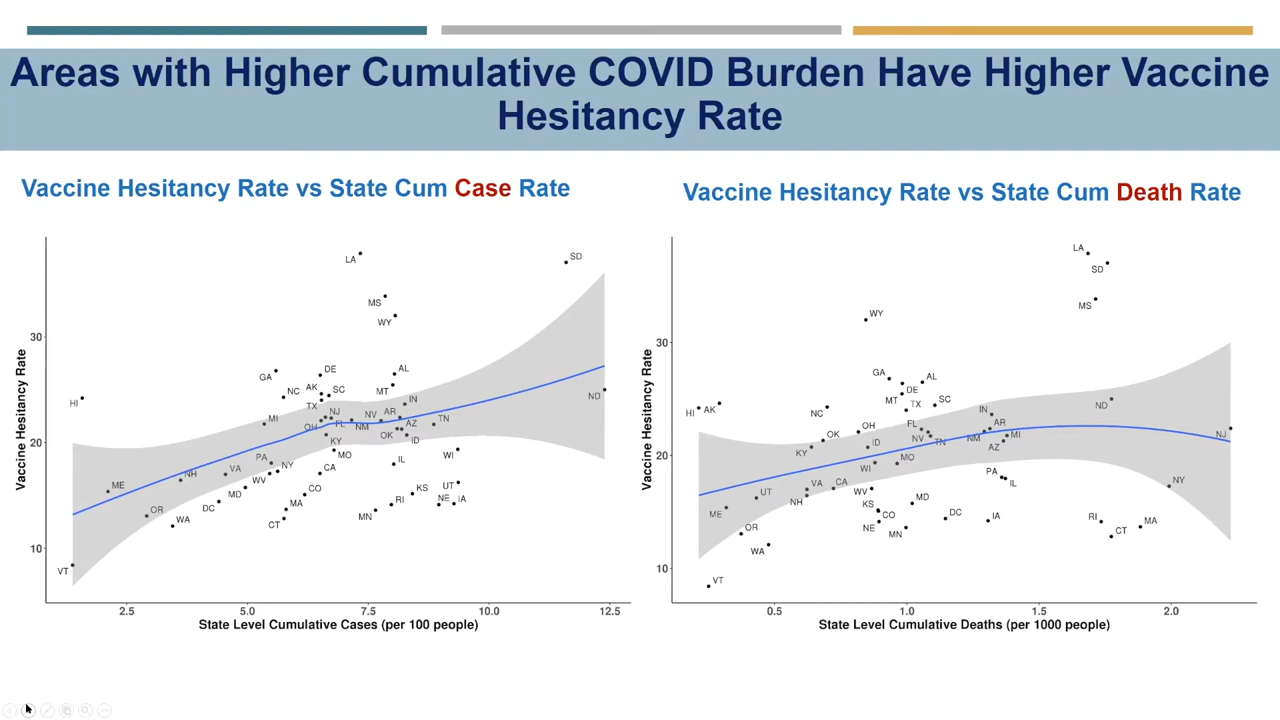 Areas with Higher Cumulative COVID Burden Have Higher Vaccine
Hesitancy Rate
Vaccine Hesitancy Rate vs State Cum Case Rate
Vaccine Hesitancy Rate vs State Cum Death Rate
Vaccine Hesitancy Rate
30
20
10
LA
SD
MS
WY
HI
GA
DE
AL
NC
AK
SC
MT
TX
IN
ND
MI
NJ
OH
FL
NV
AR
NM
AZ
TN
OK
ID
KY
PA
MO
WI
NH
VA
NY
IL
WV
CA
ME
MD
CO
KS
UT
NE
IA
OR
DC
MA
RI
WA
CT
MN
VT
2.5
5.0
7.5
10.0
12.5
State Level Cumulative Cases (per 100 people)
Vaccine Hesitancy Rate
30
20
10
LA
SD
MS
WY
GA
AL
DE
MT
HI
AK
NC
TX
SC
IN
ND
OH
FL
AR
NJ
OK
ID
NV
TN
NM
MI
AZ
KY
MO
WI
PA
IL
UT
VA
CA
NH
WV
NY
ME
KS
CO
MD
DC
IA
NE
MN
RI
MA
CT
OR
WA
VT
0.5
1.0
1.5
2.0
State Level Cumulative Deaths (per 1000 people)